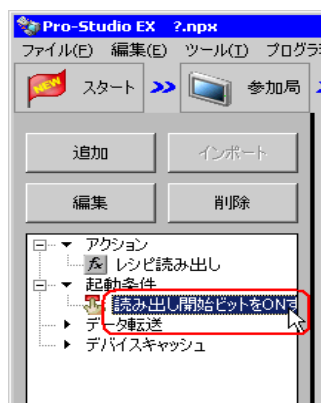 Pro-Studio EX ?.npx
ファイル(F) 編集(E) ツール(T) プログラ
NEW スタート 参加局
追加 インポート
編集 削除
アクション
fx レシピ読み出し
起動条件
読み出し開始ビットをON
データ転送
デバイスキャッシュ